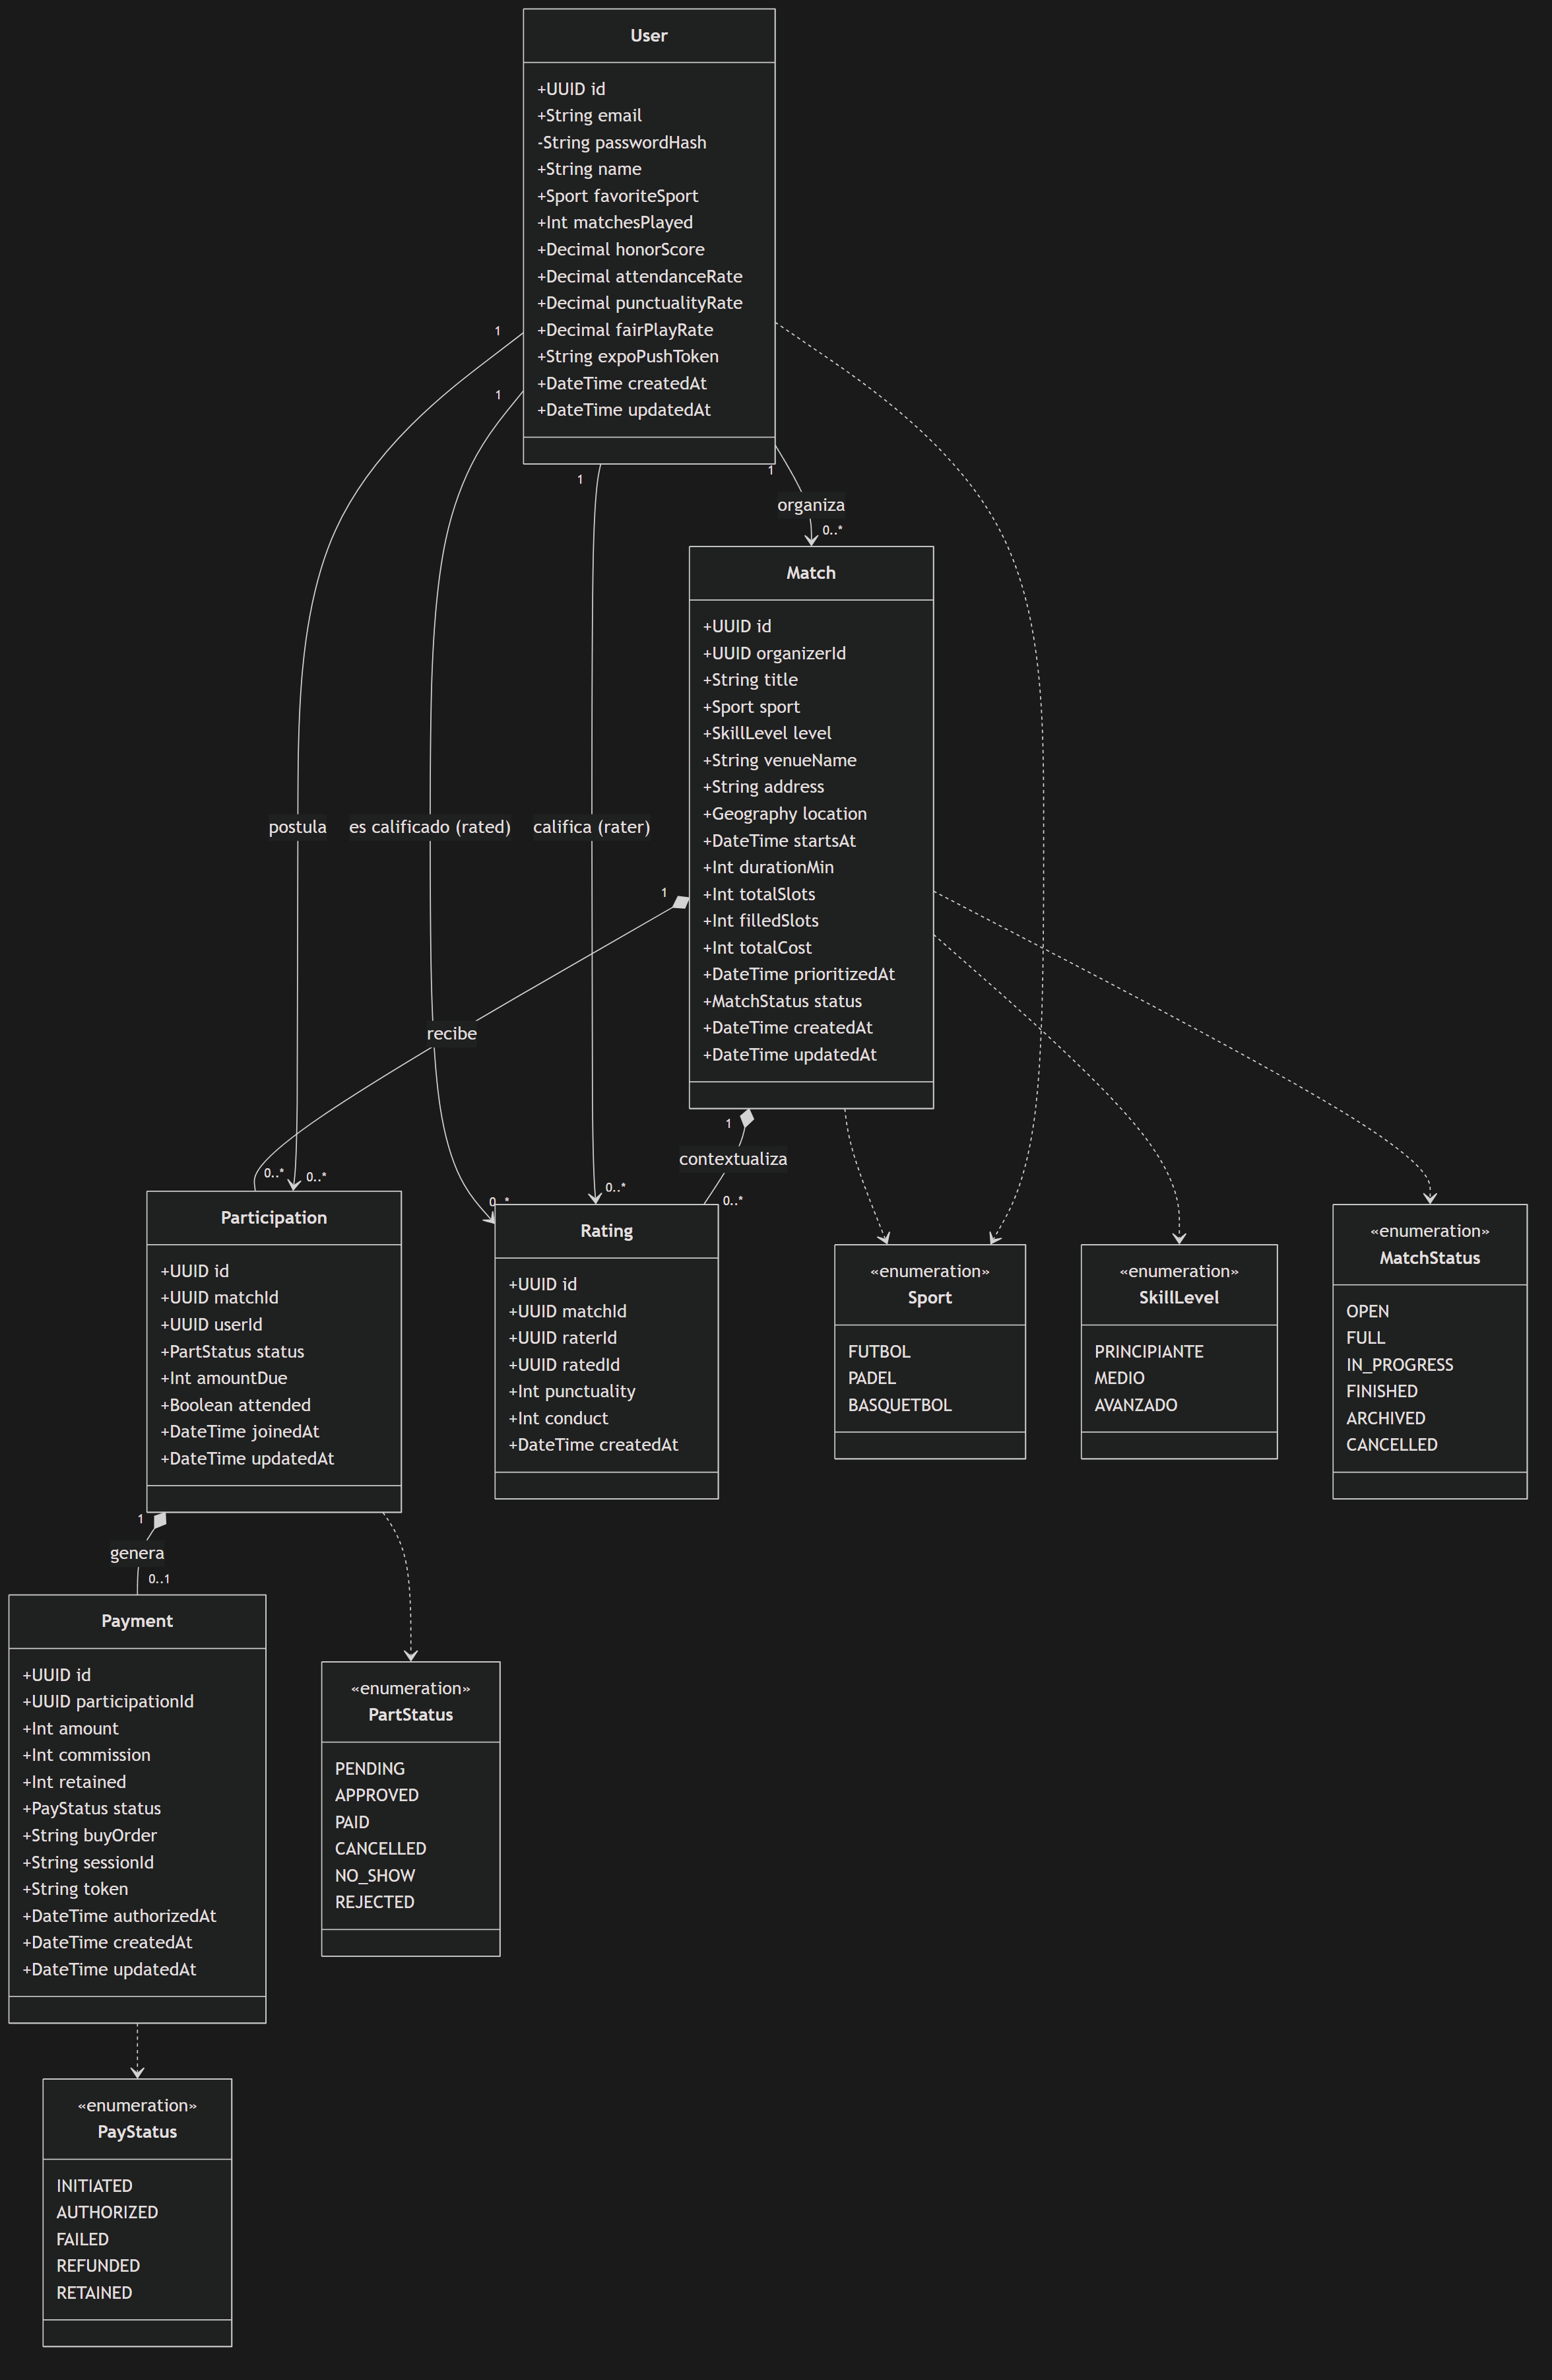 User
+UUID id
+String email
-String passwordHash
+String name
+Sport favoriteSport
+Int matchesPlayed
+Decimal honorScore
+Decimal attendanceRate
+Decimal punctualityRate
+Decimal fairPlayRate
+String expoPushToken
+DateTime createdAt
+DateTime updatedAt
1
1
1
1
organiza
0..*
Match
+UUID id
+UUID organizerId
+String title
+Sport sport
+SkillLevel level
+String venueName
+String address
+Geography location
+DateTime startsAt
+Int durationMin
+Int totalSlots
+Int filledSlots
+Int totalCost
+DateTime prioritizedAt
+MatchStatus status
+DateTime createdAt
+DateTime updatedAt
postula
es calificado (rated)
califica (rater)
1
recibe
1
contextualiza
0..*
0..*
0..*
0..*
0..*
Participation
+UUID id
+UUID matchId
+UUID userId
+PartStatus status
+Int amountDue
+Boolean attended
+DateTime joinedAt
+DateTime updatedAt
Rating
+UUID id
+UUID matchId
+UUID raterId
+UUID ratedId
+Int punctuality
+Int conduct
+DateTime createdAt
«enumeration»
Sport
FUTBOL
PADEL
BASQUETBOL
«enumeration»
SkillLevel
PRINCIPIANTE
MEDIO
AVANZADO
«enumeration»
MatchStatus
OPEN
FULL
IN_PROGRESS
FINISHED
ARCHIVED
CANCELLED
1
genera
0..1
Payment
+UUID id
+UUID participationId
+Int amount
+Int commission
+Int retained
+PayStatus status
+String buyOrder
+String sessionId
+String token
+DateTime authorizedAt
+DateTime createdAt
+DateTime updatedAt
«enumeration»
PartStatus
PENDING
APPROVED
PAID
CANCELLED
NO_SHOW
REJECTED
«enumeration»
PayStatus
INITIATED
AUTHORIZED
FAILED
REFUNDED
RETAINED